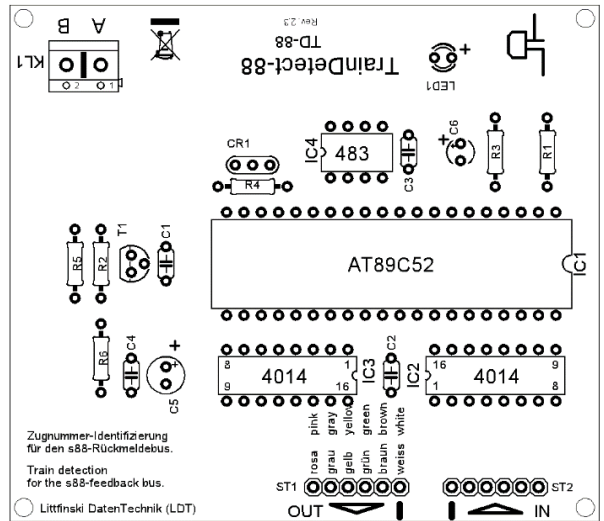 B A
KL1
2 1
Rev. 2.3
TD-88
TrainDetect-88
LED1
+
CR1
R4
IC4
483
C3
C6
+
R3
R1
T1
C1
R5
R2
AT89C52
IC1
R6
C4
+
+
C5
8 1
4014
9 16
IC3
C2
IC2
16 9
4014
1 8
pink gray yellow green brown white
rosa grau gelb grün braun weiss
Zugnummer-Identifizierung
für den s88-Rückmeldebus.
Train detection
for the s88-feedback bus.
Littfinski DatenTechnik (LDT)
ST1
OUT
ST2
IN